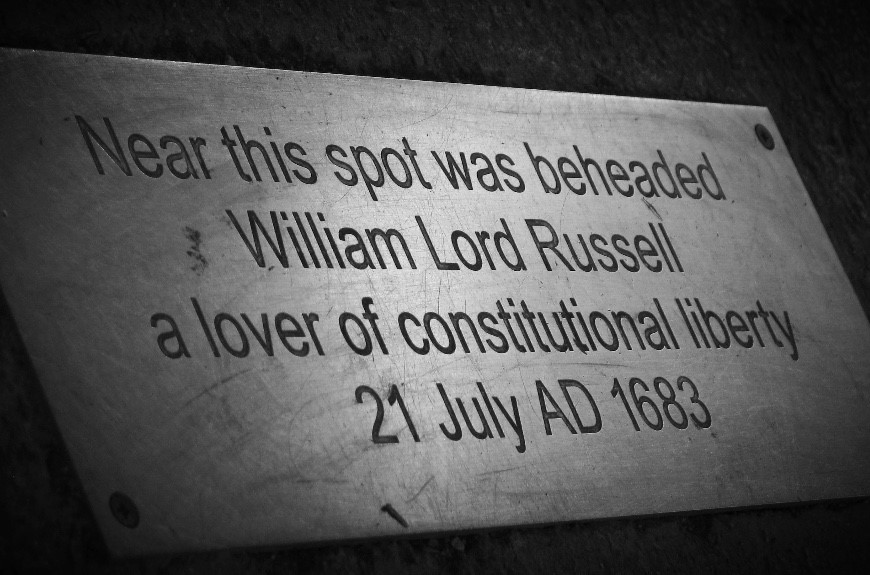 Near this spot was beheaded
William Lord Russell
a lover of constitutional liberty
21 July AD 1683